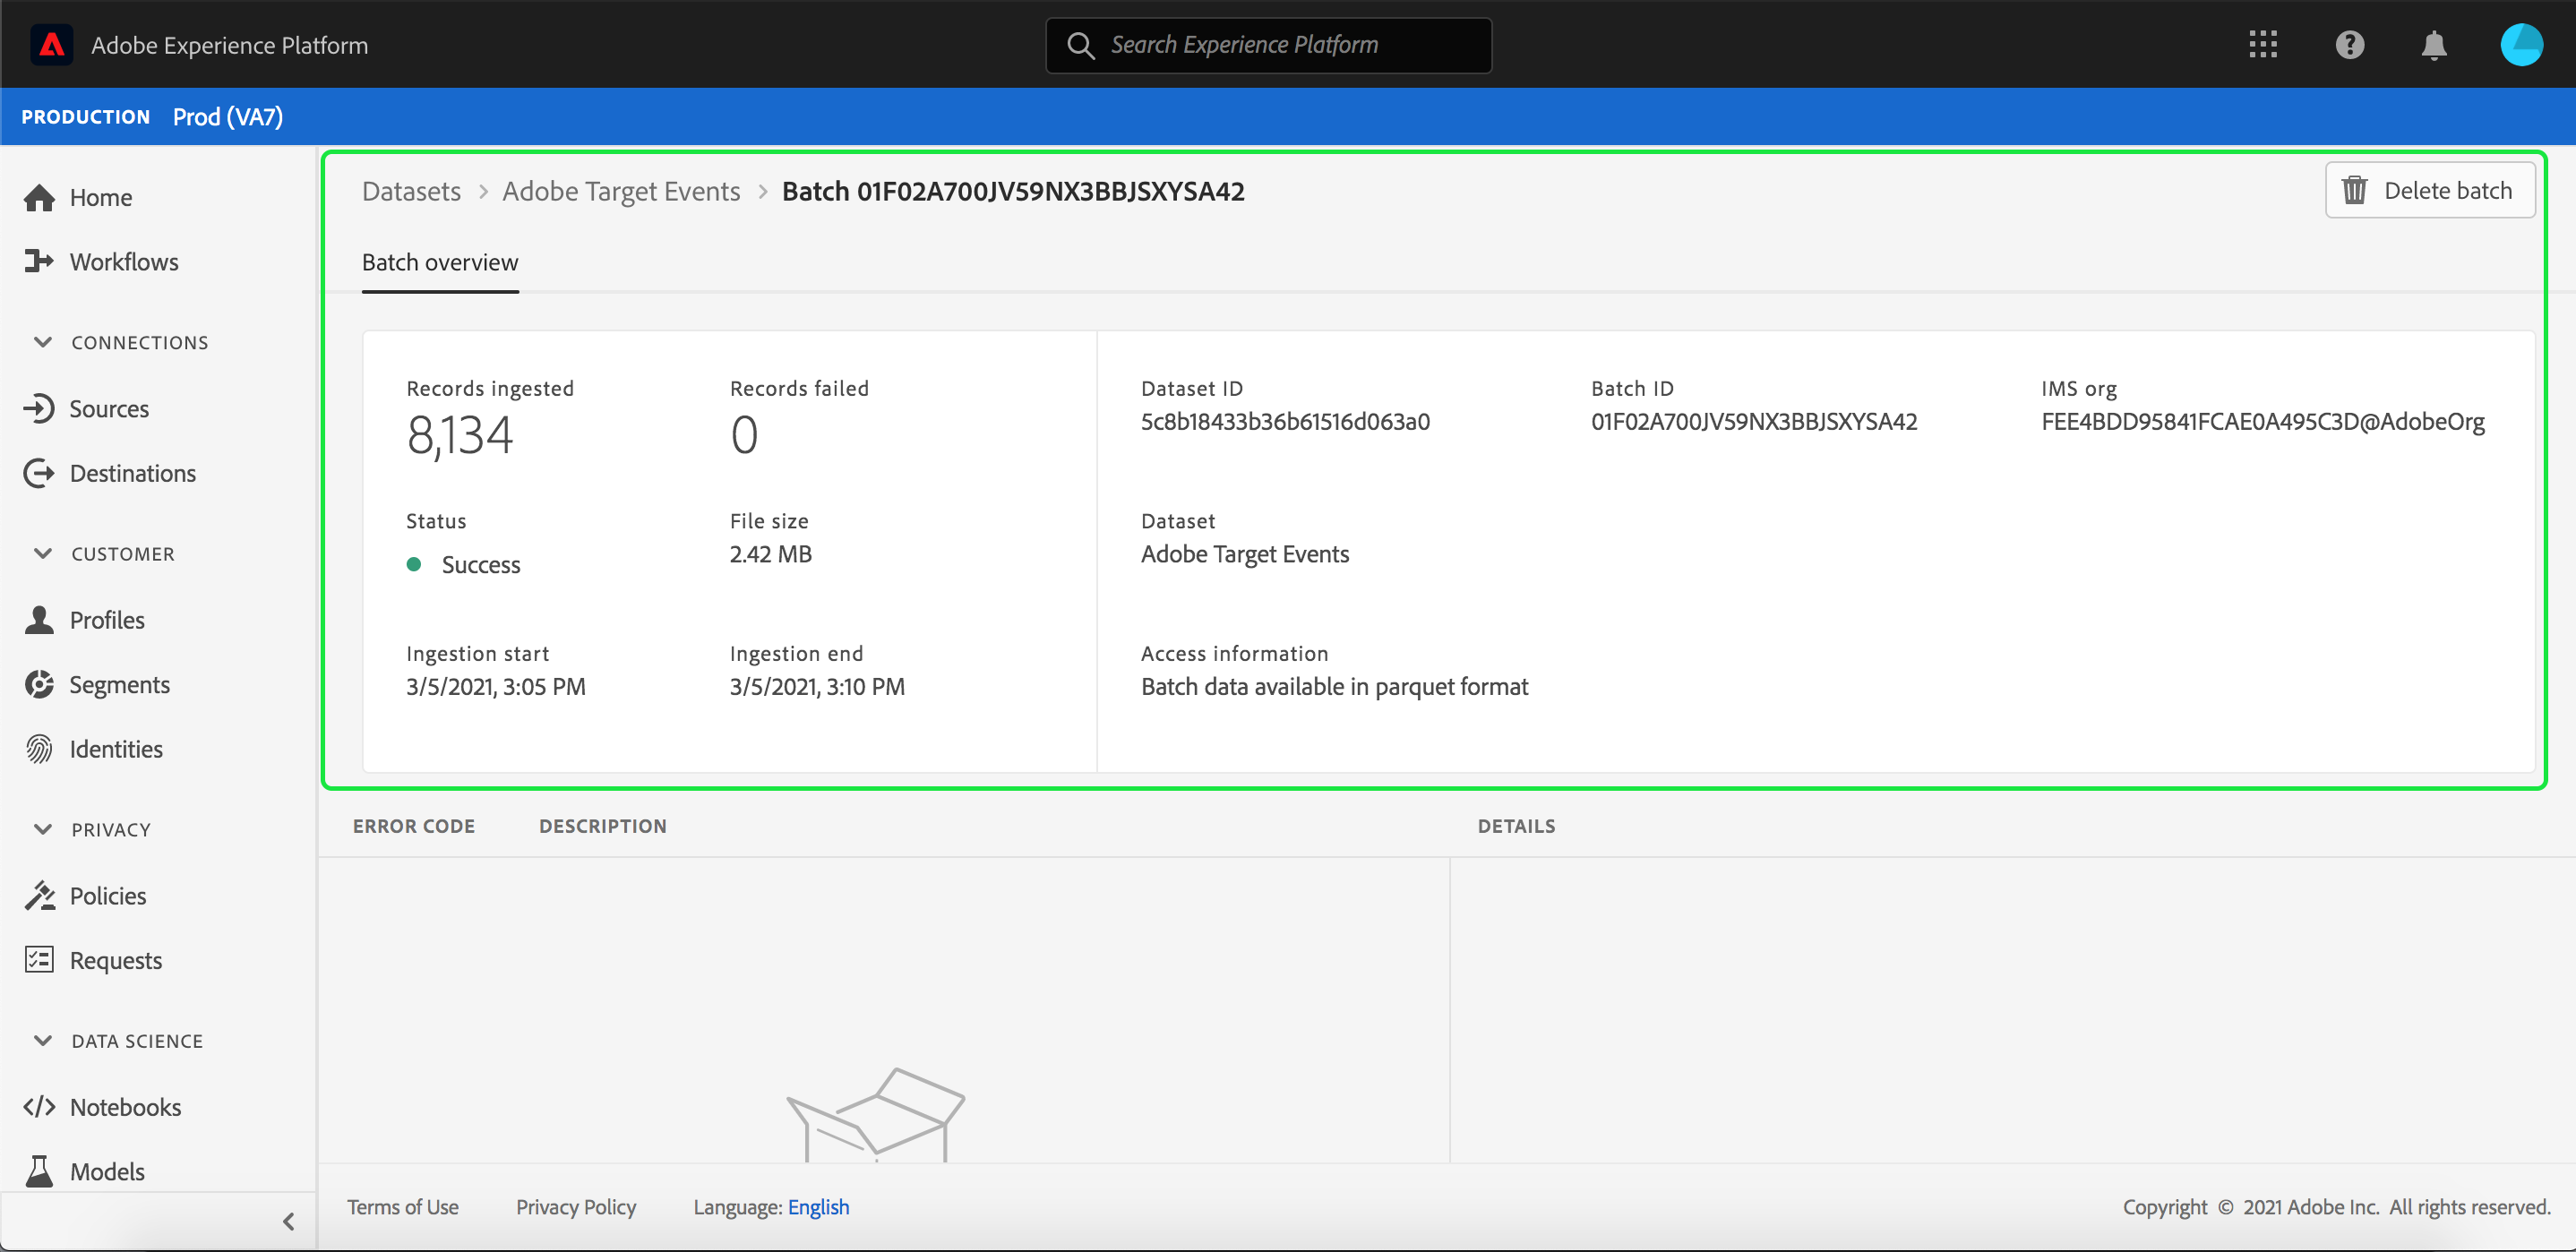 Adobe Experience Platform
Search Experience Platform
PRODUCTION Prod (VA7)
Home
Workflows
CONNECTIONS
Sources
Destinations
CUSTOMER
Profiles
Segments
Identities
PRIVACY
Policies
Requests
DATA SCIENCE
Notebooks
Models
Datasets > Adobe Target Events > Batch 01F02A700JV59NX3BBJSXYSA42
Delete batch
Batch overview
Records ingested
8,134
Records failed
0
Status
Success
File size
2.42 MB
Ingestion start
3/5/2021, 3:05 PM
Ingestion end
3/5/2021, 3:10 PM
Dataset ID
5c8b18433b36b61516d063a0
Batch ID
01F02A700JV59NX3BBJSXYSA42
IMS org
FEE4BDD95841FCAE0A495C3D@AdobeOrg
Dataset
Adobe Target Events
Access information
Batch data available in parquet format
ERROR CODE DESCRIPTION DETAILS
Terms of Use Privacy Policy Language: English
Copyright © 2021 Adobe Inc. All rights reserved.